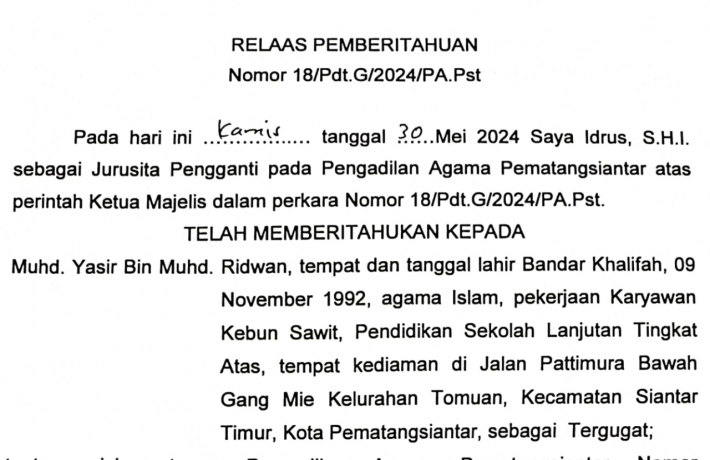 RELAAS PEMBERITAHUAN
Nomor 18/Pdt.G/2024/PA.Pst
Pada hari ini ...Kamis... tanggal 30...Mei 2024 Saya Idrus, S.H.I.
sebagai Jurusita Pengganti pada Pengadilan Agama Pematangsiantar atas
perintah Ketua Majelis dalam perkara Nomor 18/Pdt.G/2024/PA.Pst.
TELAH MEMBERITAHUKAN KEPADA
Muhd. Yasir Bin Muhd. Ridwan, tempat dan tanggal lahir Bandar Khalifah, 09
November 1992, agama Islam, pekerjaan Karyawan
Kebun Sawit, Pendidikan Sekolah Lanjutan Tingkat
Atas, tempat kediaman di Jalan Pattimura Bawah
Gang Mie Kelurahan Tomuan, Kecamatan Siantar
Timur, Kota Pematangsiantar, sebagai Tergugat;